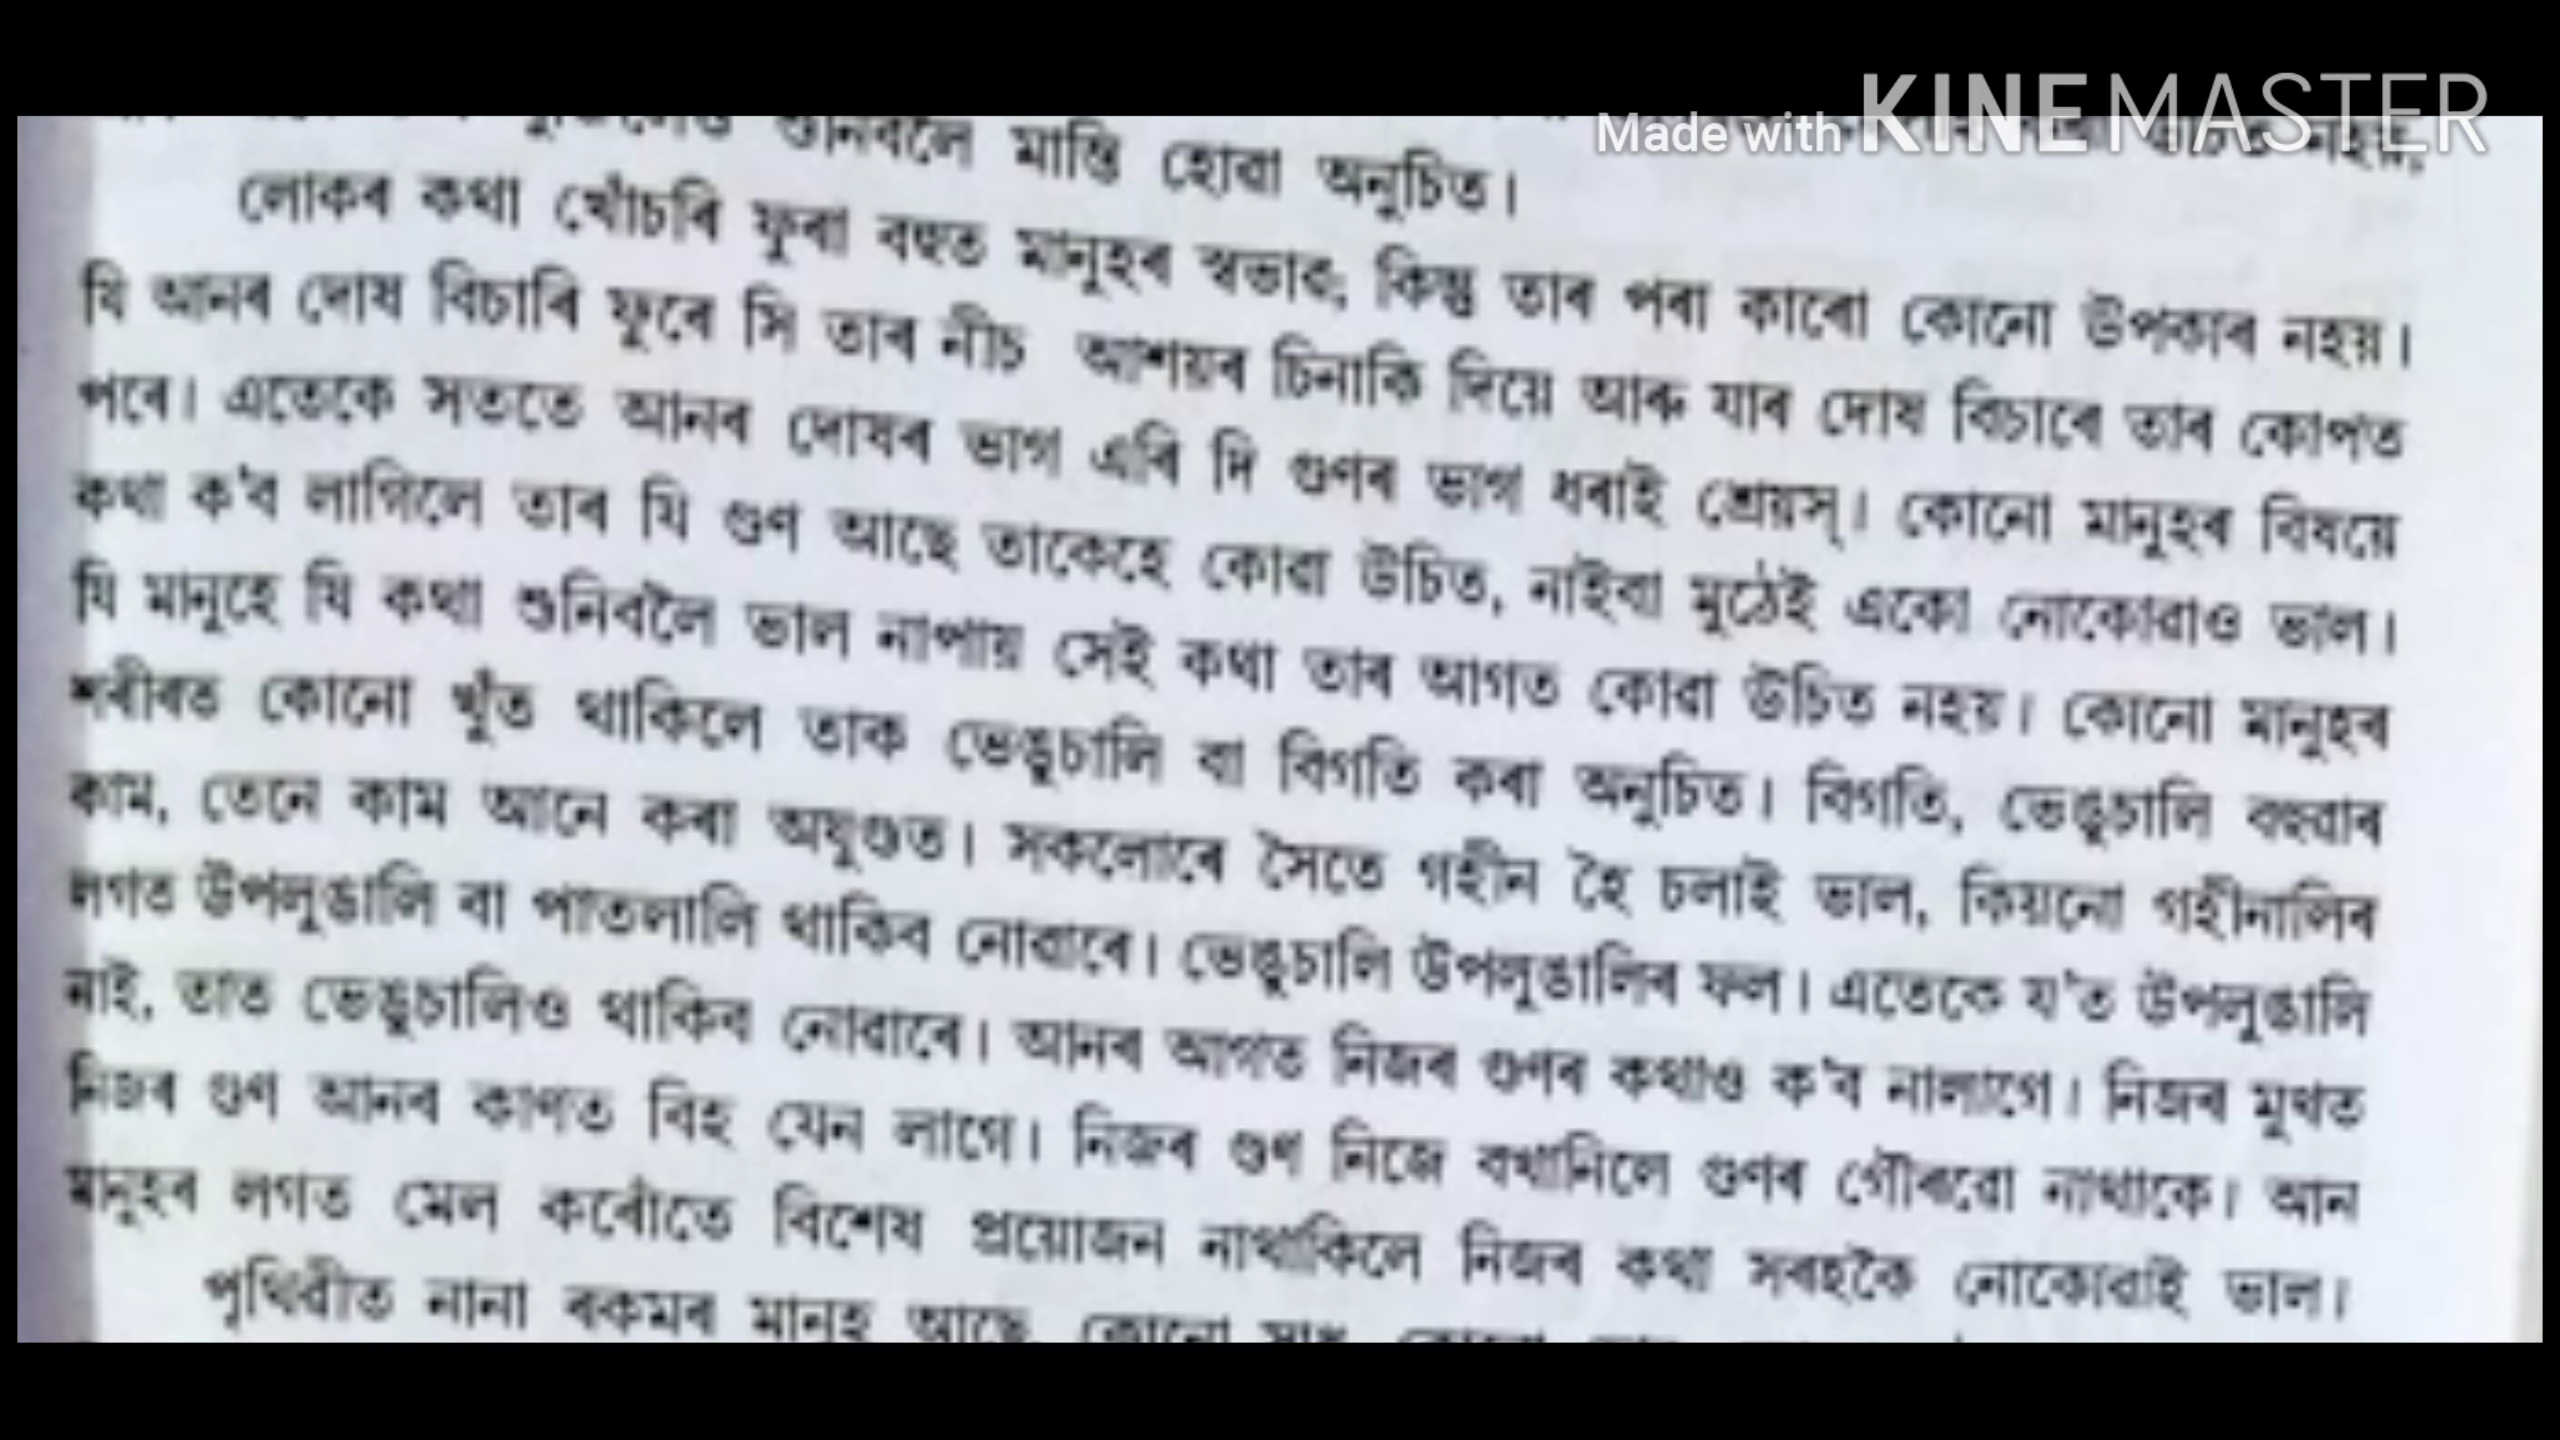 Made with KINEMASTER
শুনিবলৈ মান্তি হোৱা অনুচিত।
লোকৰ কথা খোঁচৰি ফুৰা বহুত মানুহৰ স্বভাৱ; কিন্তু তাৰ পৰা কাৰো কোনো উপকাৰ নহয়।
যি আনৰ দোষ বিচাৰি ফুৰে সি তাৰ নীচ আশয়ৰ চিনাকি দিয়ে আৰু যাৰ দোষ বিচাৰে তাৰ কোপত
পৰে। এতেকে সততে আনৰ দোষৰ ভাগ এৰি দি গুণৰ ভাগ ধৰাই শ্ৰেয়স্। কোনো মানুহৰ বিষয়ে
কথা ক'ব লাগিলে তাৰ যি গুণ আছে তাকেহে কোৱা উচিত, নাইবা মুঠেই একো নোকোৱাও ভাল।
যি মানুহে যি কথা শুনিবলৈ ভাল নাপায় সেই কথা তাৰ আগত কোৱা উচিত নহয়। কোনো মানুহৰ
শৰীৰত কোনো খুঁত থাকিলে তাক ভেঙুচালি বা বিগতি কৰা অনুচিত। বিগতি, ভেঙুচালি বহুৱাৰ
কাম, তেনে কাম আনে কৰা অযুগুত। সকলোৰে সৈতে গহীন হৈ চলাই ভাল, কিয়নো গহীনালিৰ
লগত উপলুঙালি বা পাতলালি থাকিব নোৱাৰে। ভেঙুচালি উপলুঙালিৰ ফল। এতেকে য'ত উপলুঙালি
নাই, তাত ভেঙুচালিও থাকিব নোৱাৰে। আনৰ আগত নিজৰ গুণৰ কথাও ক'ব নালাগে। নিজৰ মুখত
নিজৰ গুণ আনৰ কাণত বিহ যেন লাগে। নিজৰ গুণ নিজে বখানিলে গুণৰ গৌৰৱো নাথাকে। আন
মানুহৰ লগত মেল কৰোঁতে বিশেষ প্ৰয়োজন নাথাকিলে নিজৰ কথা সৰহকৈ নোকোৱাই ভাল।
পৃথিৱীত নানা ৰকমৰ মানুহ আছে